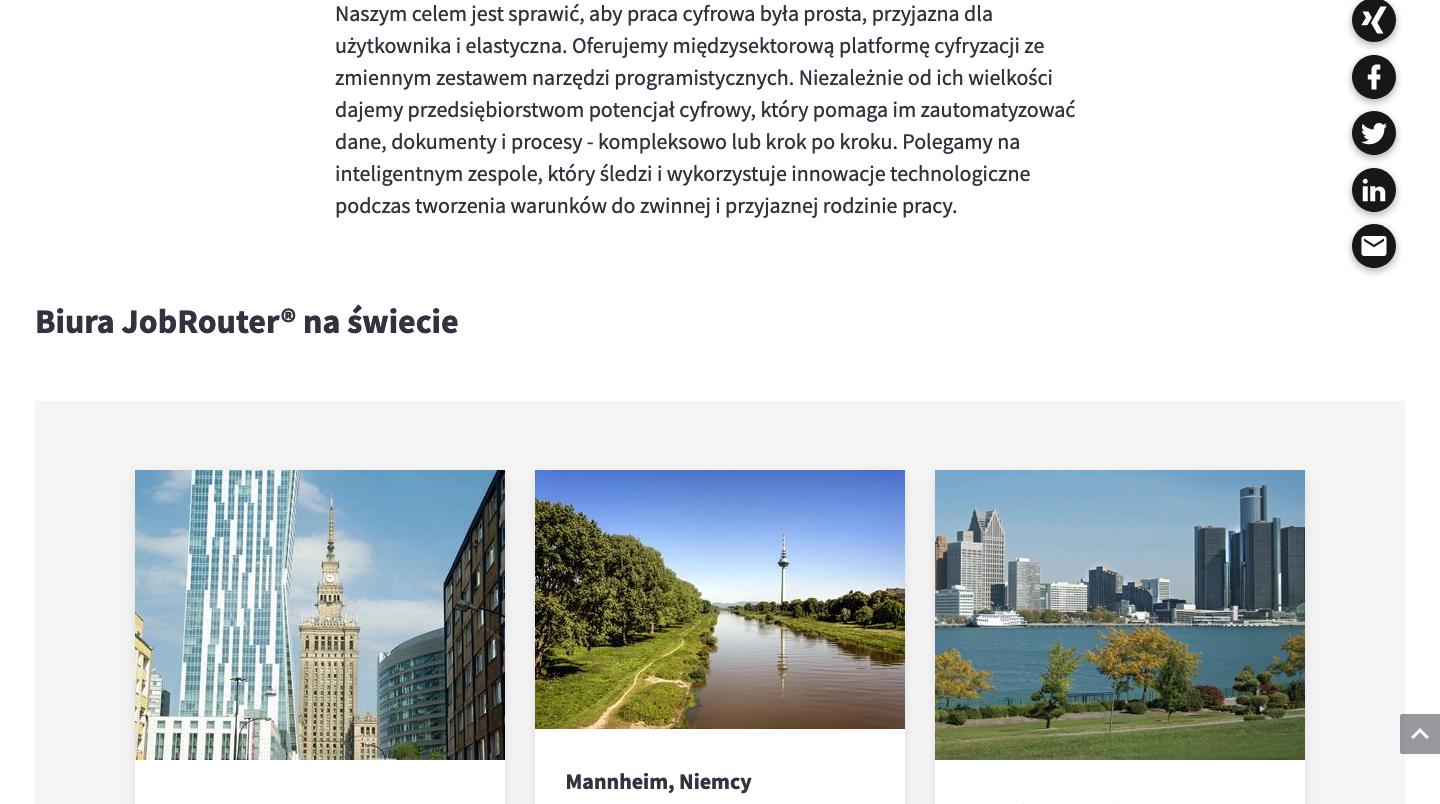 Naszym celem jest sprawić, aby praca cyfrowa była prosta, przyjazna dla
użytkownika i elastyczna. Oferujemy międzysektorową platformę cyfryzacji ze
zmiennym zestawem narzędzi programistycznych. Niezależnie od ich wielkości
dajemy przedsiębiorstwom potencjał cyfrowy, który pomaga im zautomatyzować
dane, dokumenty i procesy - kompleksowo lub krok po kroku. Polegamy na
inteligentnym zespole, który śledzi i wykorzystuje innowacje technologiczne
podczas tworzenia warunków do zwinnej i przyjaznej rodzinie pracy.
Biura JobRouter® na świecie
Mannheim, Niemcy